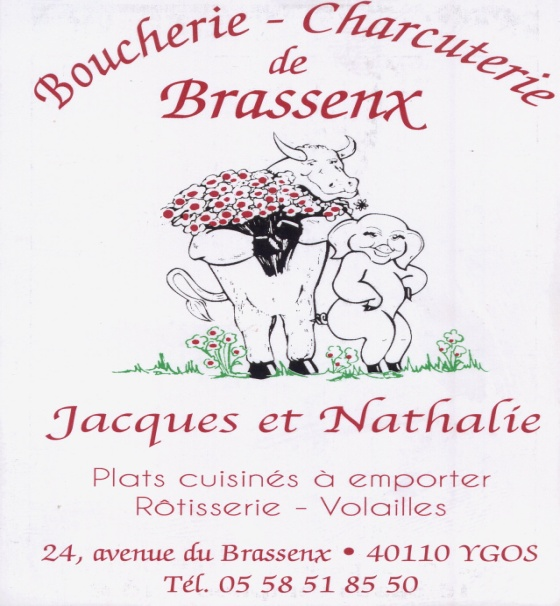 Boucherie - Charcuterie
de
Brassenx
Jacques et Nathalie
Plats cuisinés à emporter
Rôtisserie - Volailles
24, avenue du Brassenx • 40110 YGOS
Tél. 05 58 51 85 50